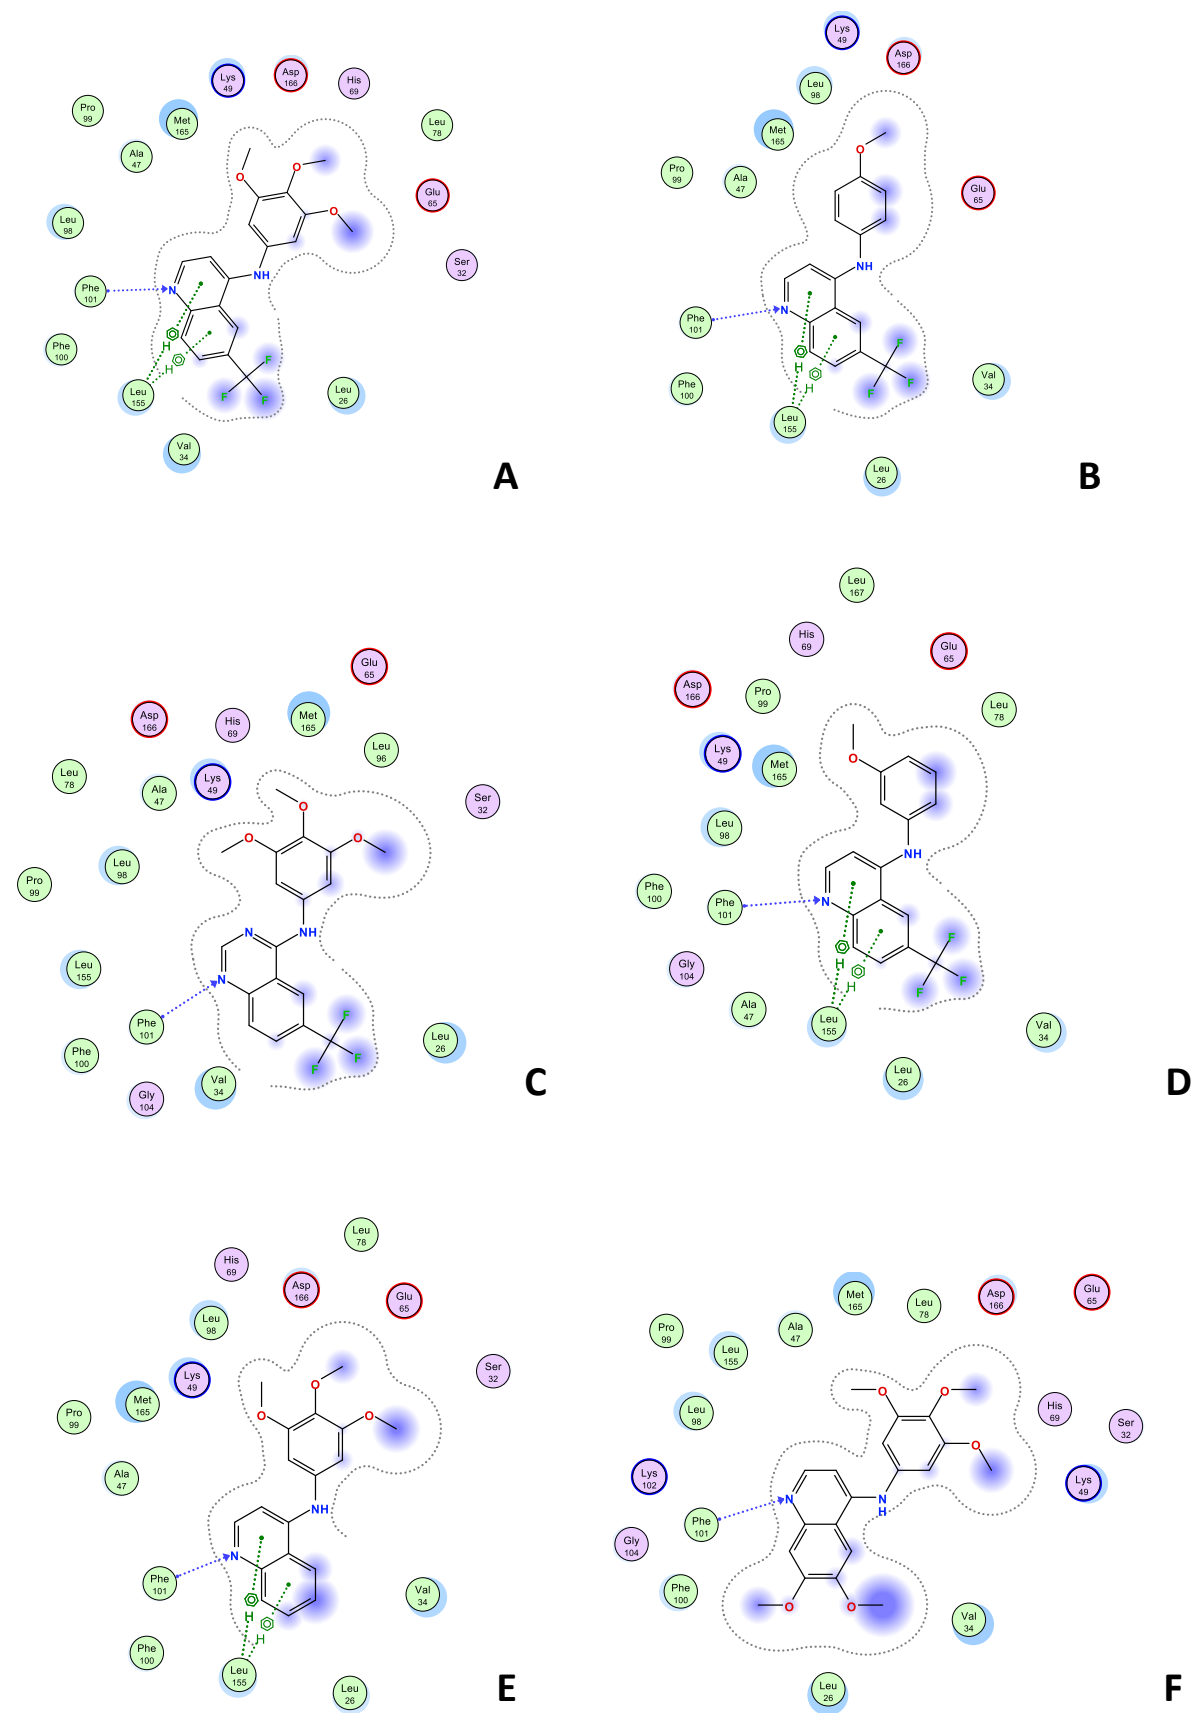 Lys
49
Asp
166
His
69
Pro
99
Met
165
Leu
78
Ala
47
O
O
Glu
65
O
Leu
98
Ser
32
NH
Phe
101
N
H
Phe
100
H
F
Leu
155
F
F
Leu
26
Val
34
A
Lys
49
Asp
166
Leu
98
Met
165
O
Pro
99
Ala
47
Glu
65
NH
Phe
101
N
F
H
Phe
100
H
F
F
Val
34
Leu
155
Leu
26
B
Glu
65
Asp
166
His
69
Met
165
Leu
96
Leu
78
Ala
47
Lys
49
Ser
32
O
O
O
Leu
98
Pro
99
N
NH
Leu
155
N
Phe
101
F
Phe
100
F
F
Leu
26
Val
34
Gly
104
C
Leu
167
His
69
Glu
65
Asp
166
Pro
99
Leu
78
Lys
49
Met
165
O
Leu
98
NH
Phe
100
Phe
101
N
F
Gly
104
H
H
F
F
Ala
47
Leu
155
Val
34
Leu
26
D
Leu
78
His
69
Asp
166
Glu
65
Leu
98
Lys
49
Ser
32
Met
165
O
Pro
99
O
O
Ala
47
NH
N
Phe
101
Val
34
H
H
Phe
100
Leu
155
Leu
26
E
Met
165
Leu
78
Asp
166
Glu
65
Pro
99
Ala
47
Leu
155
O
O
His
69
Ser
32
Leu
98
O
Lys
102
Lys
49
N
N
H
Phe
101
Gly
104
Phe
100
O
O
Val
34
Leu
26
F